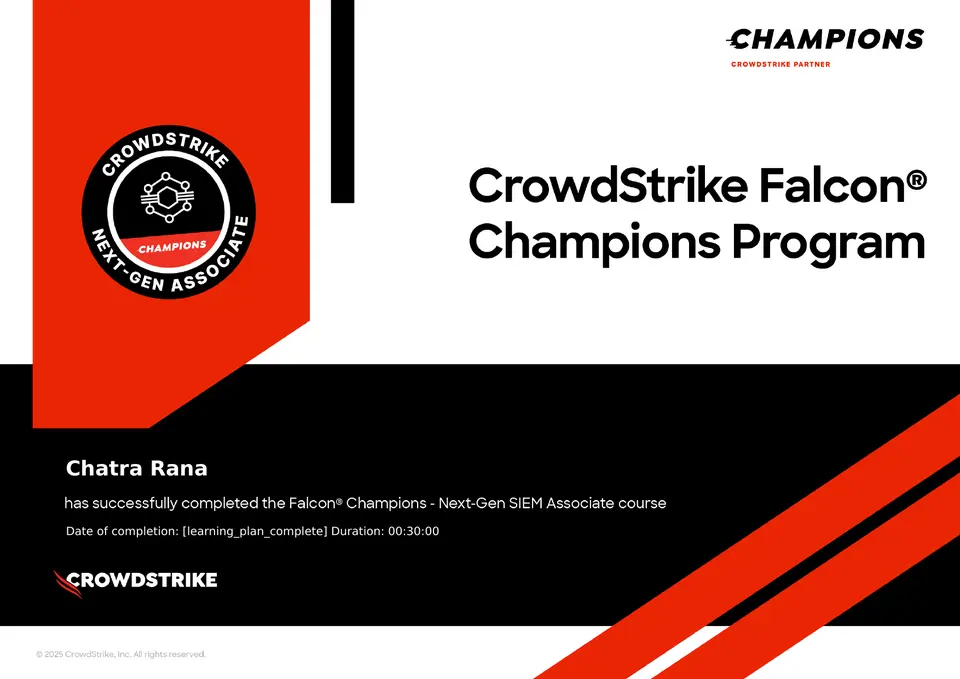 CHAMPIONS
CROWDSTRIKE PARTNER
CROWDSTRIKE
CHAMPIONS
NEXT-GEN ASSOCIATE
CrowdStrike Falcon®
Champions Program
Chatra Rana
has successfully completed the Falcon® Champions - Next-Gen SIEM Associate course
Date of completion: [learning_plan_complete] Duration: 00:30:00
CROWDSTRIKE
© 2025 CrowdStrike, Inc. All rights reserved.